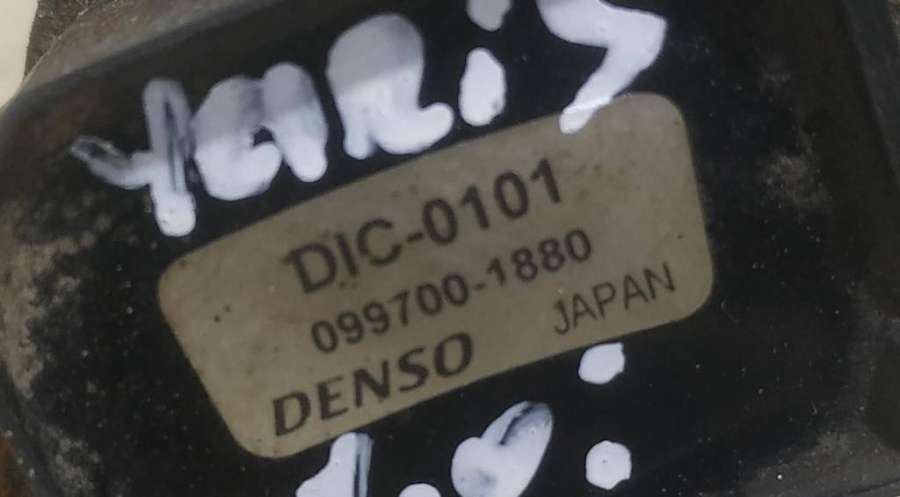 YARiS
DIC-0101
099700-1880
DENSO JAPAN